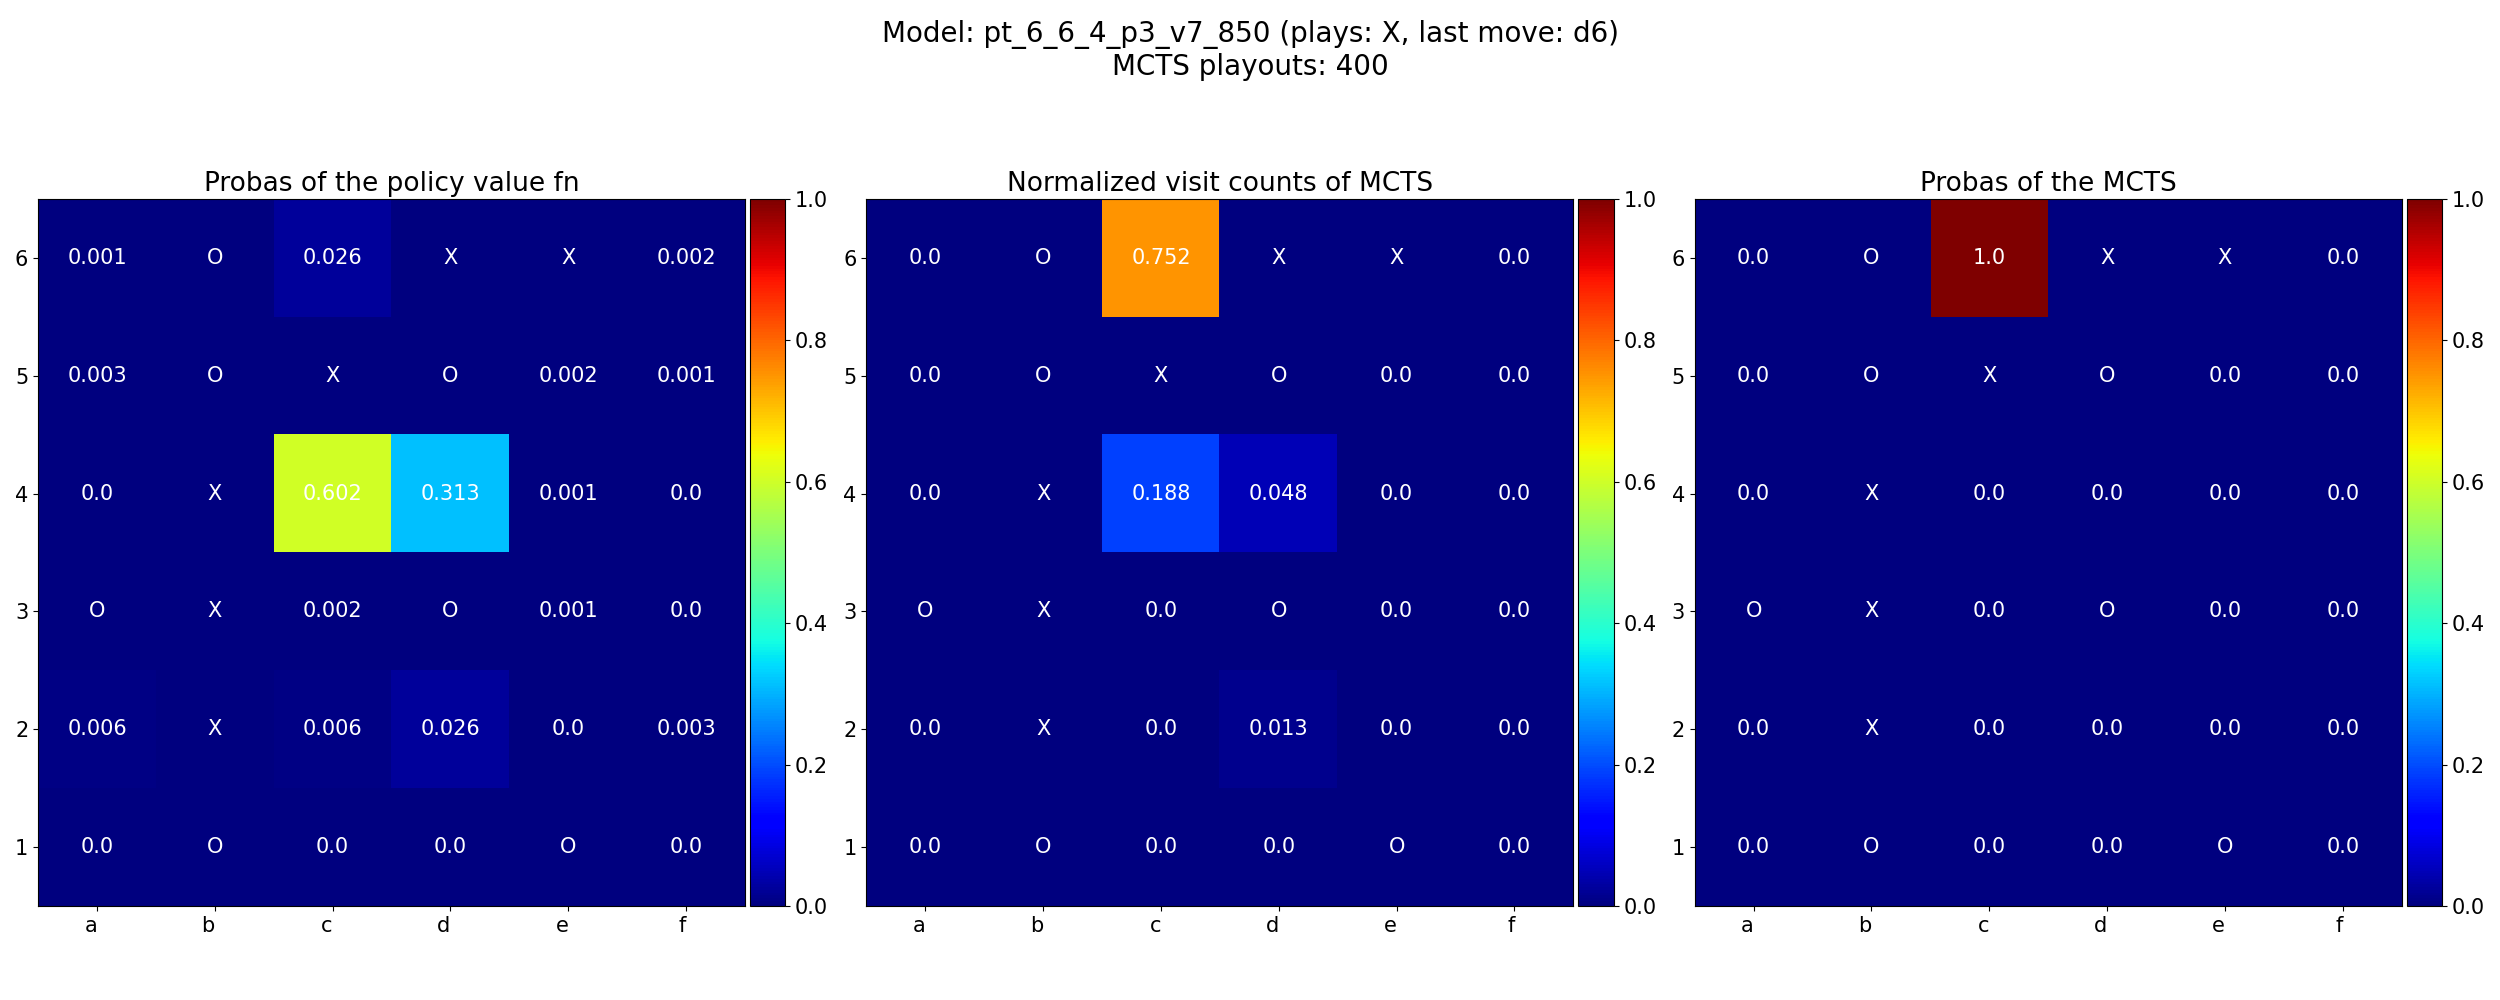 Model: pt_6_6_4_p3_v7_850 (plays: X, last move: d6)
MCTS playouts: 400
Probas of the policy value fn
6 0.001 O 0.026 X X 0.002
5 0.003 O X O 0.002 0.001
4 0.0 X 0.602 0.313 0.001 0.0
3 O X 0.002 O 0.001 0.0
2 0.006 X 0.006 0.026 0.0 0.003
1 0.0 O 0.0 0.0 O 0.0
a b c d e f
1.0
0.8
0.6
0.4
0.2
0.0
Normalized visit counts of MCTS
6 0.0 O 0.752 X X 0.0
5 0.0 O X O 0.0 0.0
4 0.0 X 0.188 0.048 0.0 0.0
3 O X 0.0 O 0.0 0.0
2 0.0 X 0.0 0.013 0.0 0.0
1 0.0 O 0.0 0.0 O 0.0
a b c d e f
1.0
0.8
0.6
0.4
0.2
0.0
Probas of the MCTS
6 0.0 O 1.0 X X 0.0
5 0.0 O X O 0.0 0.0
4 0.0 X 0.0 0.0 0.0 0.0
3 O X 0.0 O 0.0 0.0
2 0.0 X 0.0 0.0 0.0 0.0
1 0.0 O 0.0 0.0 O 0.0
a b c d e f
1.0
0.8
0.6
0.4
0.2
0.0